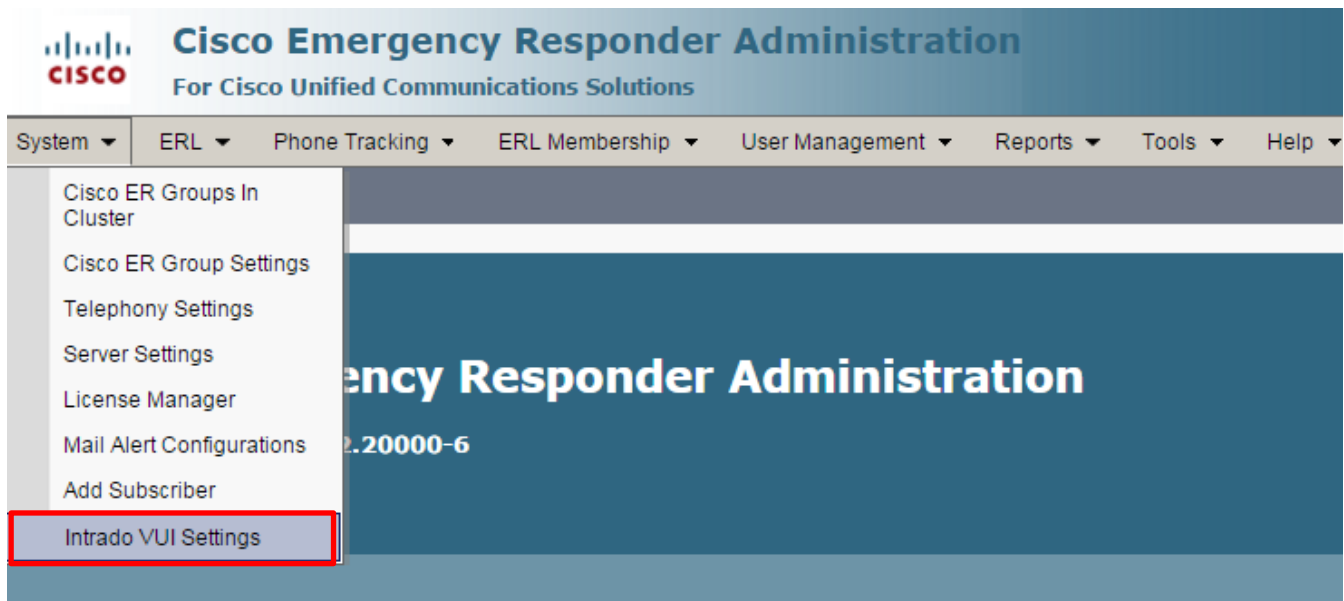 Cisco Emergency Responder Administration
CISCO
For Cisco Unified Communications Solutions
System ERL Phone Tracking ERL Membership User Management Reports Tools Help
Cisco ER Groups In
Cluster
Cisco ER Group Settings
Telephony Settings
Server Settings
ency Responder Administration
License Manager
Mail Alert Configurations
2.20000-6
Add Subscriber
Intrado VUI Settings